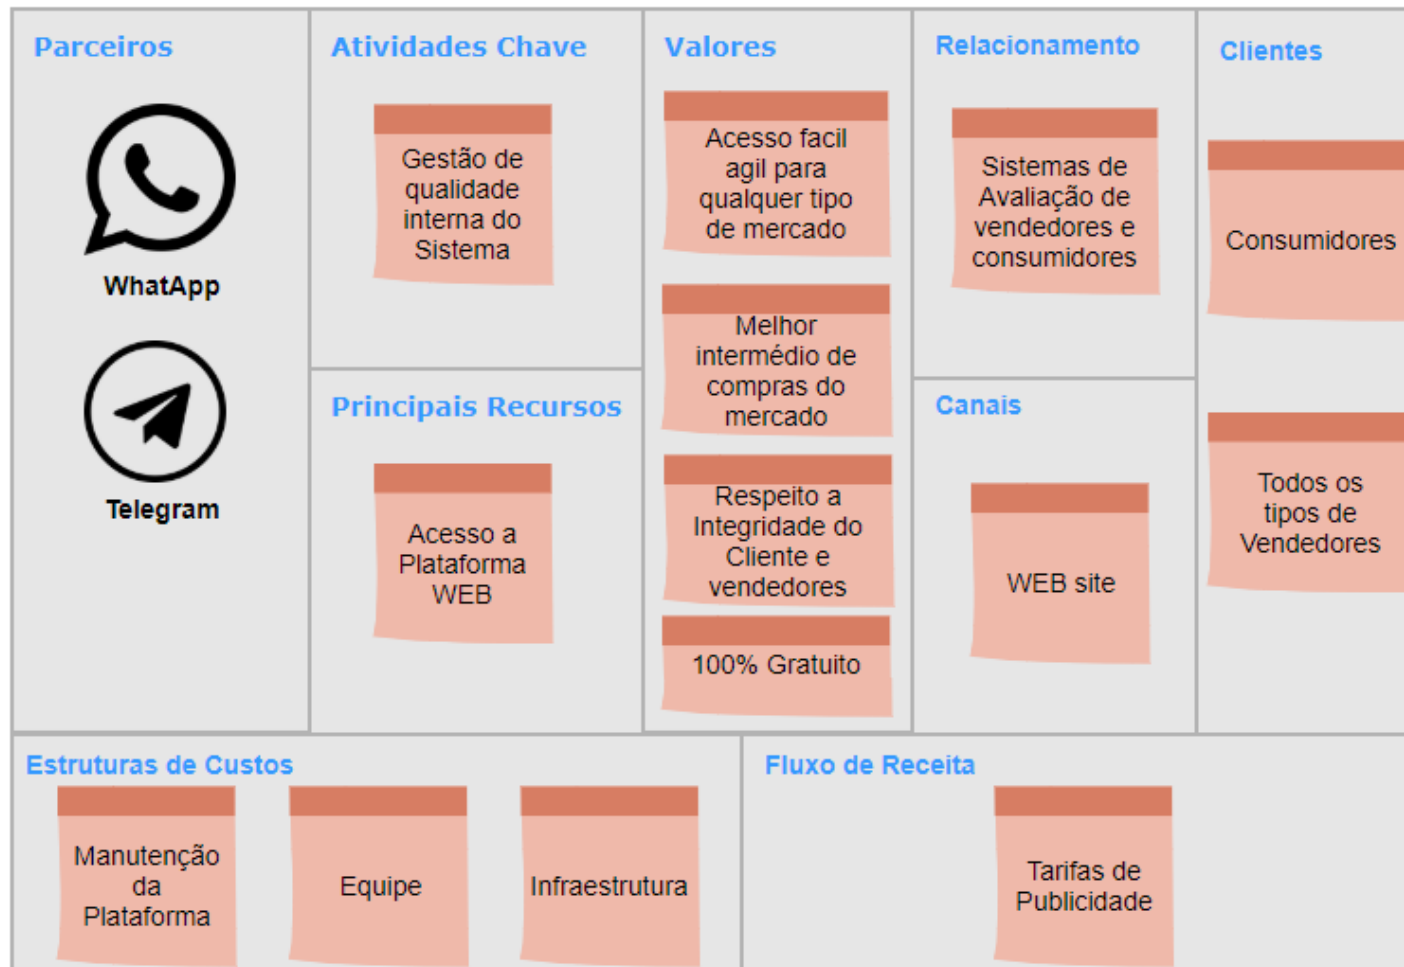 Parceiros
WhatApp
Telegram
Atividades Chave
Gestão de
qualidade
interna do
Sistema
Principais Recursos
Acesso a
Plataforma
WEB
Valores
Acesso facil
agil para
qualquer tipo
de mercado
Melhor
intermédio de
compras do
mercado
Respeito a
Integridade do
Cliente e
vendedores
100% Gratuito
Relacionamento
Sistemas de
Avaliação de
vendedores e
consumidores
Canais
WEB site
Clientes
Consumidores
Todos os
tipos de
Vendedores
Estruturas de Custos
Manutenção
da
Plataforma
Equipe
Infraestrutura
Fluxo de Receita
Tarifas de
Publicidade